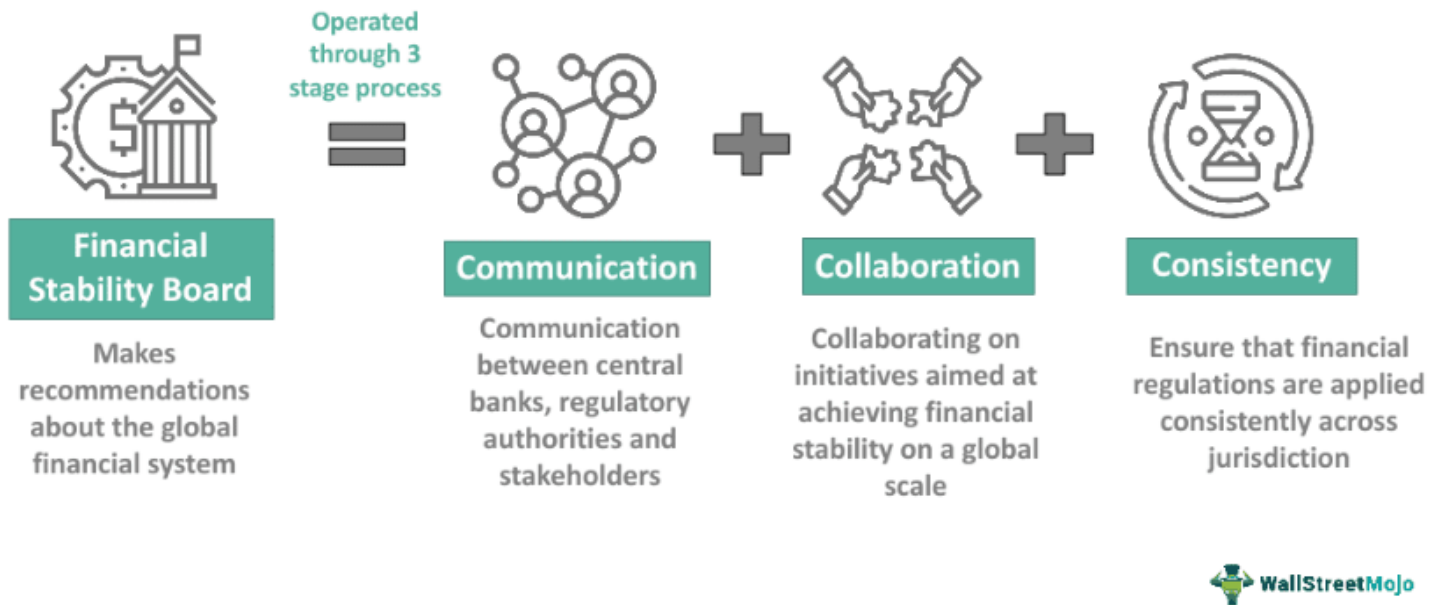 Operated
through 3
stage process
Financial
Stability Board
Makes
recommendations
about the global
financial system
Communication
Communication
between central
banks, regulatory
authorities and
stakeholders
Collaboration
Collaborating on
initiatives aimed at
achieving financial
stability on a global
scale
Consistency
Ensure that financial
regulations are applied
consistently across
jurisdiction
WallStreetMojo